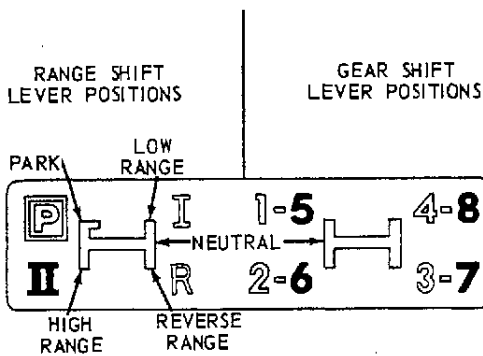 RANGE SHIFT
LEVER POSITIONS
GEAR SHIFT
LEVER POSITIONS
PARK
LOW
RANGE
P
I
1-5
4-8
NEUTRAL
II
R
2-6
3-7
HIGH
RANGE
REVERSE
RANGE